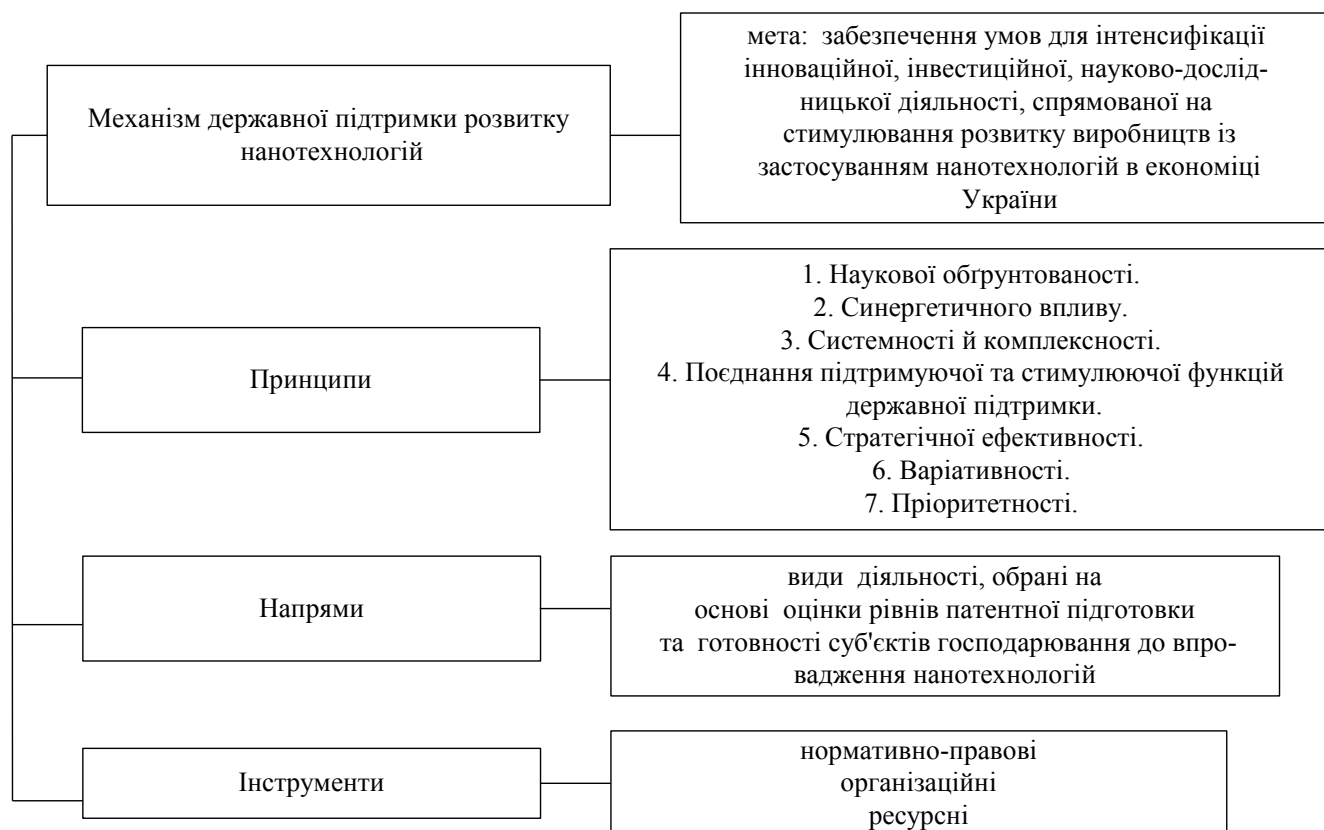 Механізм державної підтримки розвитку
нанотехнологій
мета: забезпечення умов для інтенсифікації
інноваційної, інвестиційної, науково-дослід-
ницької діяльності, спрямованої на
стимулювання розвитку виробництв із
застосуванням нанотехнологій в економіці
України
Принципи
1. Наукової обґрунтованості.
2. Синергетичного впливу.
3. Системності й комплексності.
4. Поєднання підтримуючої та стимулюючої функцій
державної підтримки.
5. Стратегічної ефективності.
6. Варіативності.
7. Пріоритетності.
Напрями
види діяльності, обрані на
основі оцінки рівнів патентної підготовки
та готовності суб'єктів господарювання до впро-
вадження нанотехнологій
Інструменти
нормативно-правові
організаційні
ресурсні